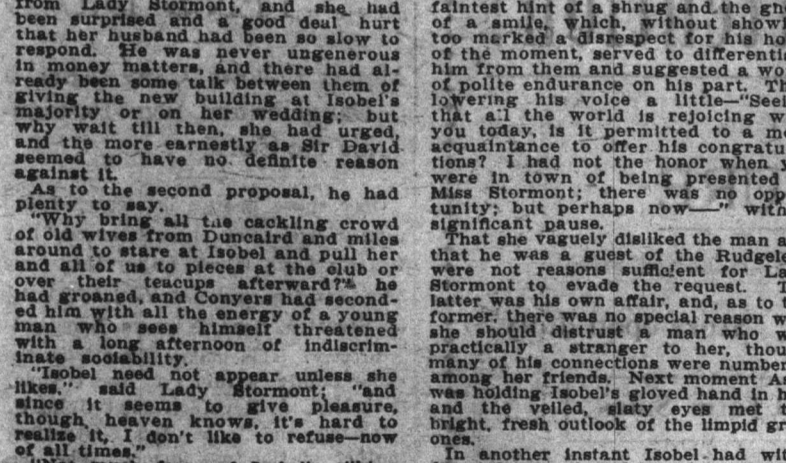 from Lady Stormont, and she had
been surprised and a good deal hurt
that her husband had been so slow to
respond. He was never ungenerous
in money matters, and there had al-
ready been some talk between them of
giving the new building at Isobel's
majority or on her wedding; but
why wait till then, she had urged,
and the more earnestly as Sir David
seemed to have no definite reason
against it.
As to the second proposal, he had
plenty to say.
"Why bring all the cackling crowd
of old wives from Duncaird and miles
around to stare at Isobel and pull her
and all of us to pieces at the club or
over their teacups afterward?" he
had groaned, and Conyers had second-
ed him with all the energy of a young
man who sees himself threatened
with a long afternoon of indiscrim-
inate sociability.
"Isobel need not appear unless she
likes," said Lady Stormont; "and
since it seems to give pleasure,
though, heaven knows, it's hard to
realize it, I don't like to refuse—now
of all times."
faintest hint of a shrug and the gh
of a smile, which, without showi
too marked a disrespect for his ho
of the moment, served to differenti
him from them and suggested a wo
of polite endurance on his part. Th
lowering his voice a little—"Seei
that all the world is rejoicing w
you today, is it permitted to a me
acquaintance to offer his congratu
tions? I had not the honor when y
were in town of being presented
Miss Stormont; there was no opp
tunity; but perhaps now—" with
significant pause.
That she vaguely disliked the man a
that he was a guest of the Rudgele
were not reasons sufficient for La
Stormont to evade the request. T
latter was his own affair, and, as to t
former, there was no special reason w
she should distrust a man who w
practically a stranger to her, thou
many of his connections were number
among her friends. Next moment As
was holding Isobel's gloved hand in h
and the veiled, slaty eyes met t
bright, fresh outlook of the limpid gr
ones.
In another instant Isobel had wit